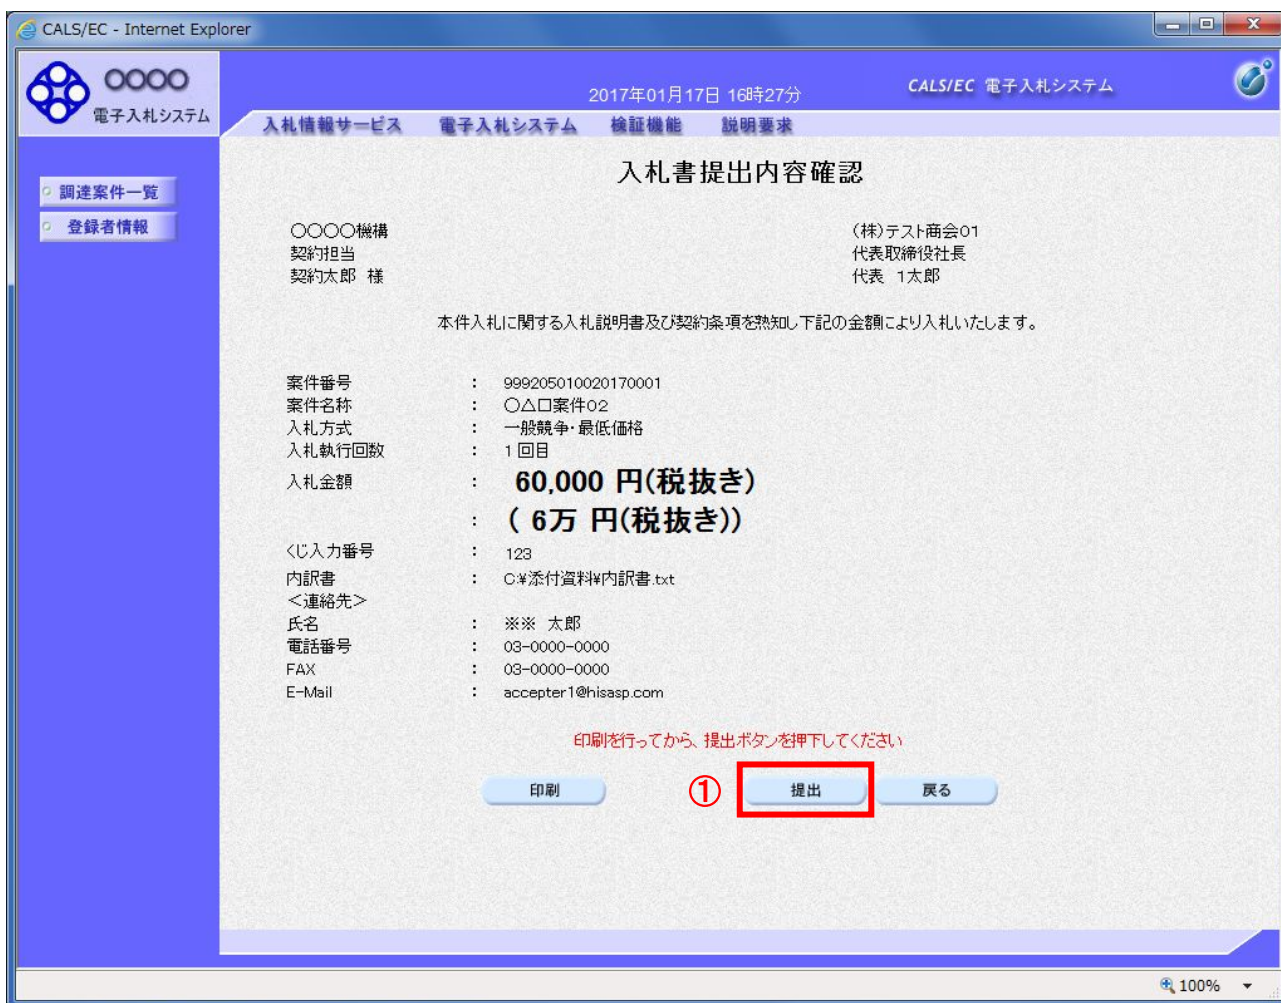 CALS/EC - Internet Explorer
〇〇〇〇
電子入札システム
2017年01月17日 16時27分
CALS/EC 電子入札システム
入札情報サービス 電子入札システム 検証機能 説明要求
調達案件一覧
登録者情報
入札書提出内容確認
〇〇〇〇機構
契約担当
契約太郎 様
(株)テスト商会01
代表取締役社長
代表 1太郎
本件入札に関する入札説明書及び契約条項を熟知し下記の金額により入札いたします。
案件番号 : 999205010020170001
案件名称 : 〇△口案件02
入札方式 : 一般競争・最低価格
入札執行回数 : 1回目
入札金額 : 60,000 円(税抜き)
: ( 6万 円(税抜き))
くじ入力番号 : 123
内訳書 : C:¥添付資料¥内訳書.txt
<連絡先>
氏名 : ※※ 太郎
電話番号 : 03-0000-0000
FAX : 03-0000-0000
E-Mail : accepter1@hisasp.com
印刷を行ってから、提出ボタンを押下してください
印刷 ① 提出 戻る
100%